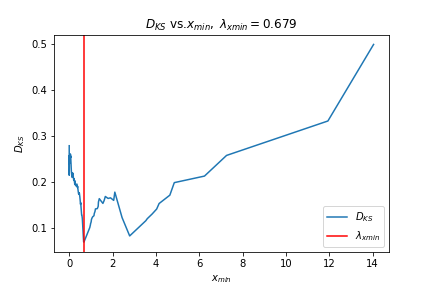 D_KS vs.x_min, λ_xmin = 0.679
0.5
0.4
0.3
0.2
0.1
D_KS
0 2 4 6 8 10 12 14
x_min
D_KS
λ_xmin